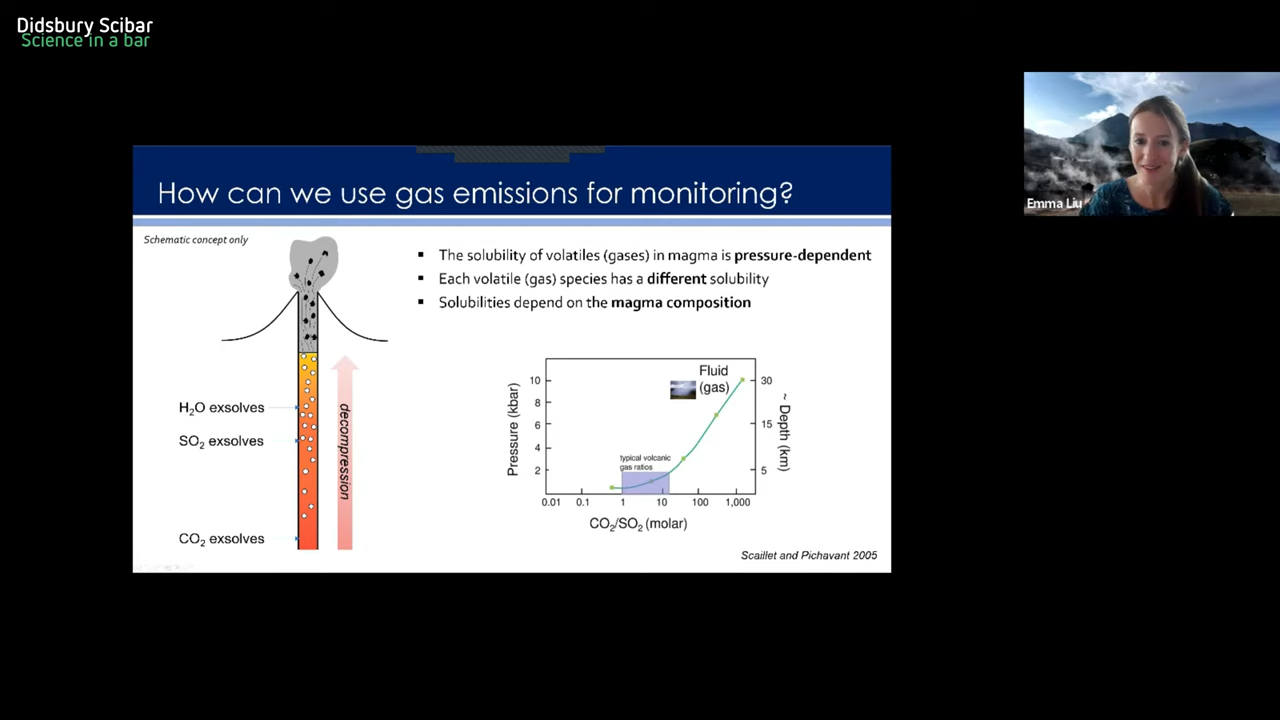 Didsbury Scibar
Science in a bar
Emma Liu
How can we use gas emissions for monitoring?
Schematic concept only
▪ The solubility of volatiles (gases) in magma is pressure-dependent
▪ Each volatile (gas) species has a different solubility
▪ Solubilities depend on the magma composition
H₂O exsolves
SO₂ exsolves
CO₂ exsolves
decompression
Fluid
(gas)
typical volcanic
gas ratios
Pressure (kbar)
10
8
6
4
2
30
15
5
~ Depth (km)
0.01 0.1 1 10 100 1,000
CO₂/SO₂ (molar)
Scaillet and Pichavant 2005